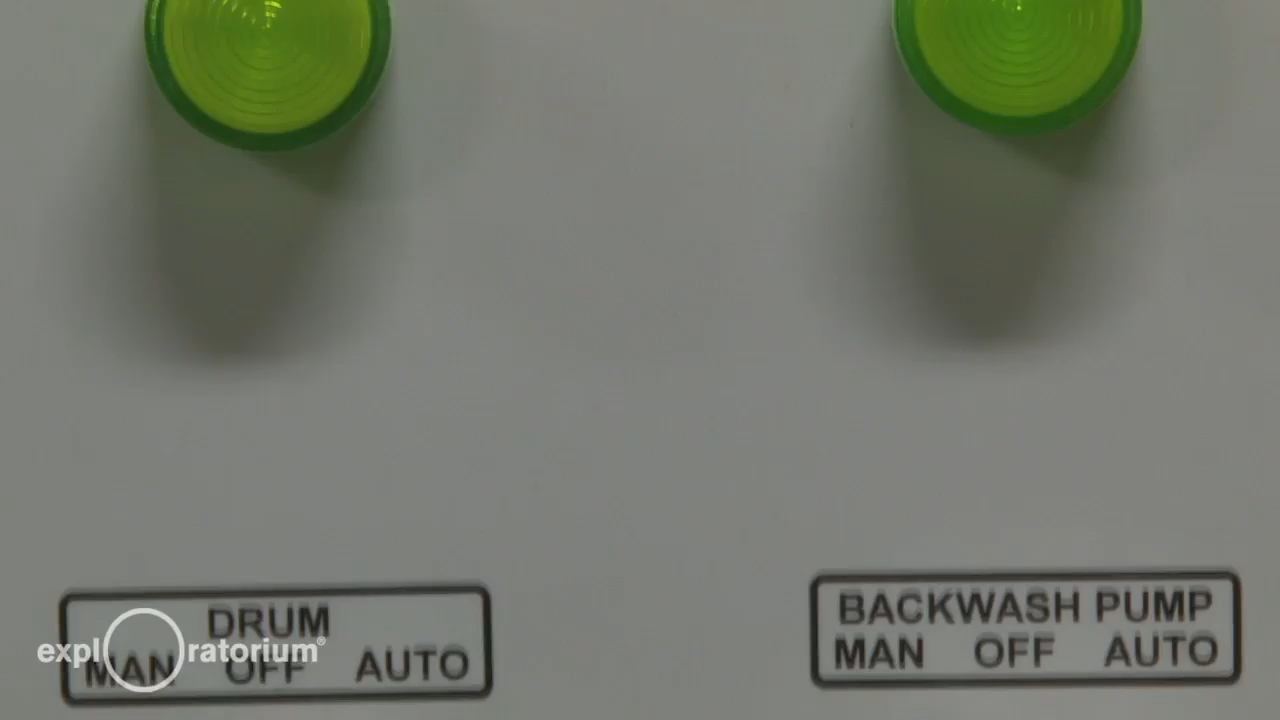 DRUM
MAN OFF AUTO
BACKWASH PUMP
MAN OFF AUTO
exploratorium®